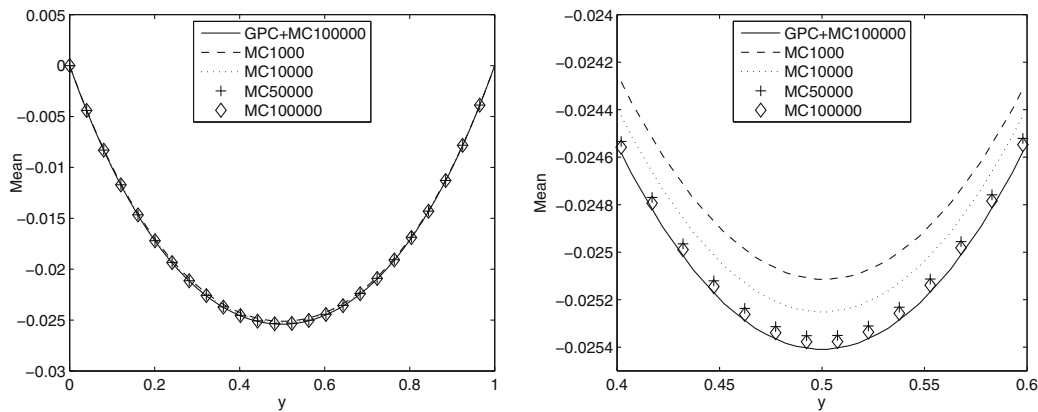 0.005
0
−0.005
−0.01
−0.015
−0.02
−0.025
−0.03
Mean
0
0.2
0.4
0.6
0.8
1
y
GPC+MC100000
MC1000
MC10000
MC50000
MC100000
−0.024
−0.0242
−0.0244
−0.0246
−0.0248
−0.025
−0.0252
−0.0254
Mean
0.4
0.45
0.5
0.55
0.6
y
GPC+MC100000
MC1000
MC10000
MC50000
MC100000